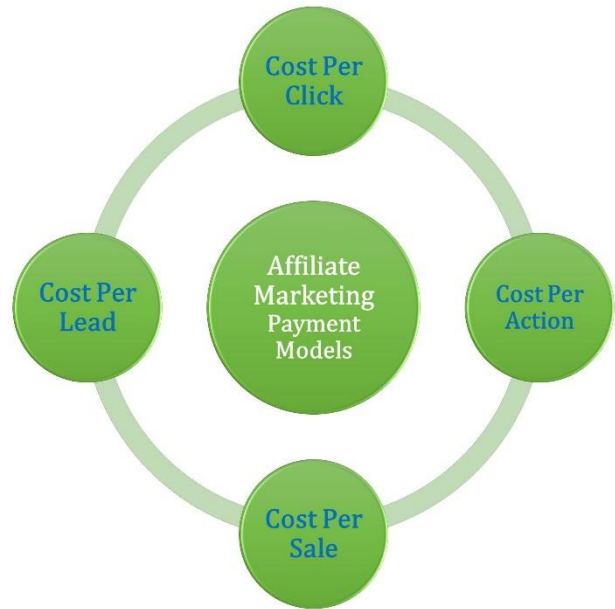 Cost Per
Click
Affiliate
Marketing
Payment
Models
Cost Per
Lead
Cost Per
Action
Cost Per
Sale